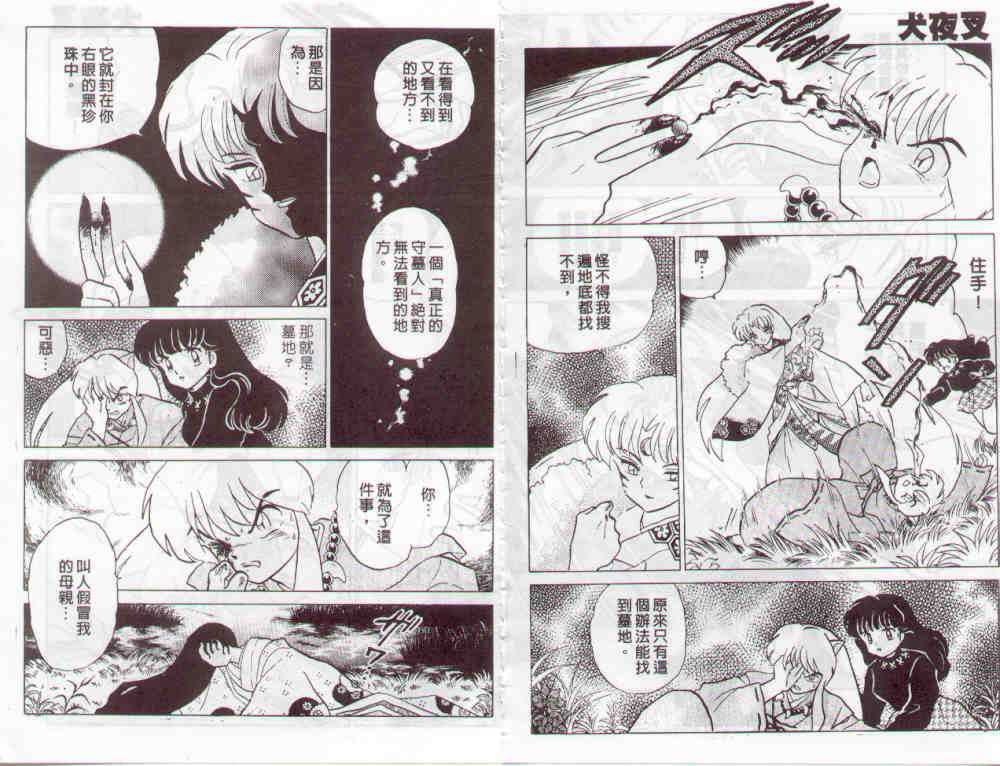 犬夜叉
住手！
哼…
怪不得我搜
遍地底都找
不到，
原來只有這
個辦法能找
到墓地。
在看得到
又看不到
的地方…
一個「真正的
守墓人」絕對
無法看到的地
方。
那是因
為…
它就封在你
右眼的黑珍
珠中。
那就是…
墓地？
可惡…
你…
就為了這
件事，
叫人假冒我
的母親…
ザワ